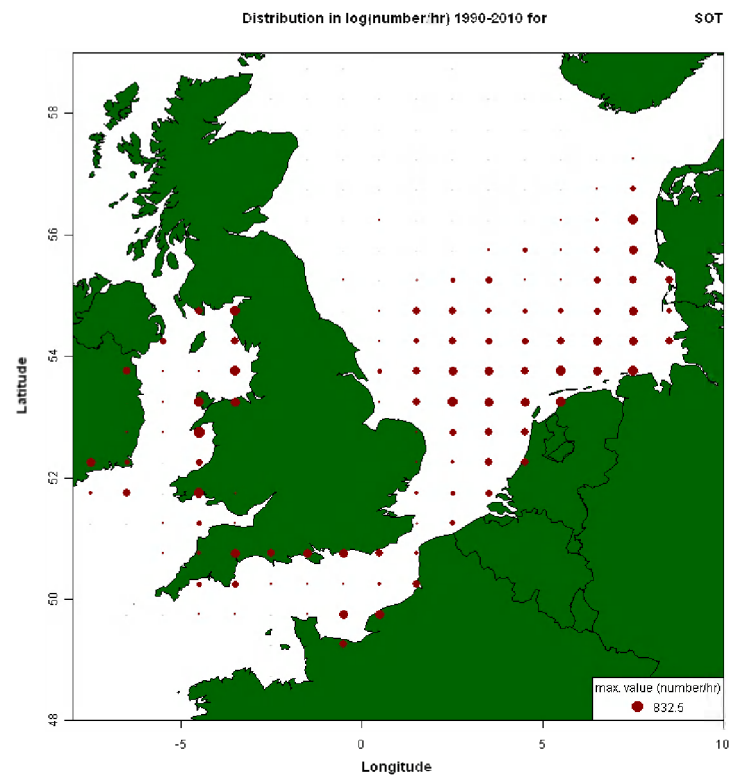 Distribution in log(number/hr) 1990-2010 for SOT
58
56
54
52
50
48
Latitude
-5 0 5 10
Longitude
max. value (number/hr)
832.5